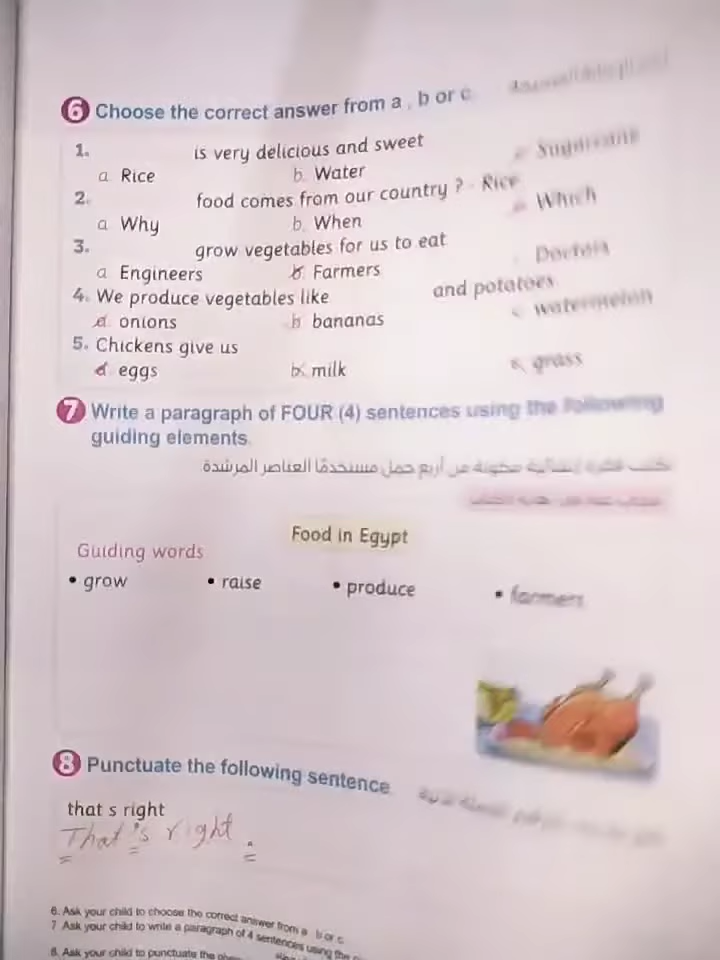 6 Choose the correct answer from a , b or c.
1. is very delicious and sweet
a. Rice b. Water c. Sugarcane
2. food comes from our country ? - Rice
a. Why b. When c. Which
3. grow vegetables for us to eat
a. Engineers b. Farmers c. Doctors
4. We produce vegetables like and potatoes
a. onions b. bananas c. watermelon
5. Chickens give us
a. eggs b. milk c. grass
7 Write a paragraph of FOUR (4) sentences using the following
guiding elements.
من أربع جمل مستخدمًا العناصر المرشدة
Food in Egypt
Guiding words
• grow • raise • produce • farmers
8 Punctuate the following sentence.
that s right
That's right.
6. Ask your child to choose the correct answer from a b or c.
7. Ask your child to write a paragraph of 4 sentences using the
8. Ask your child to punctuate the